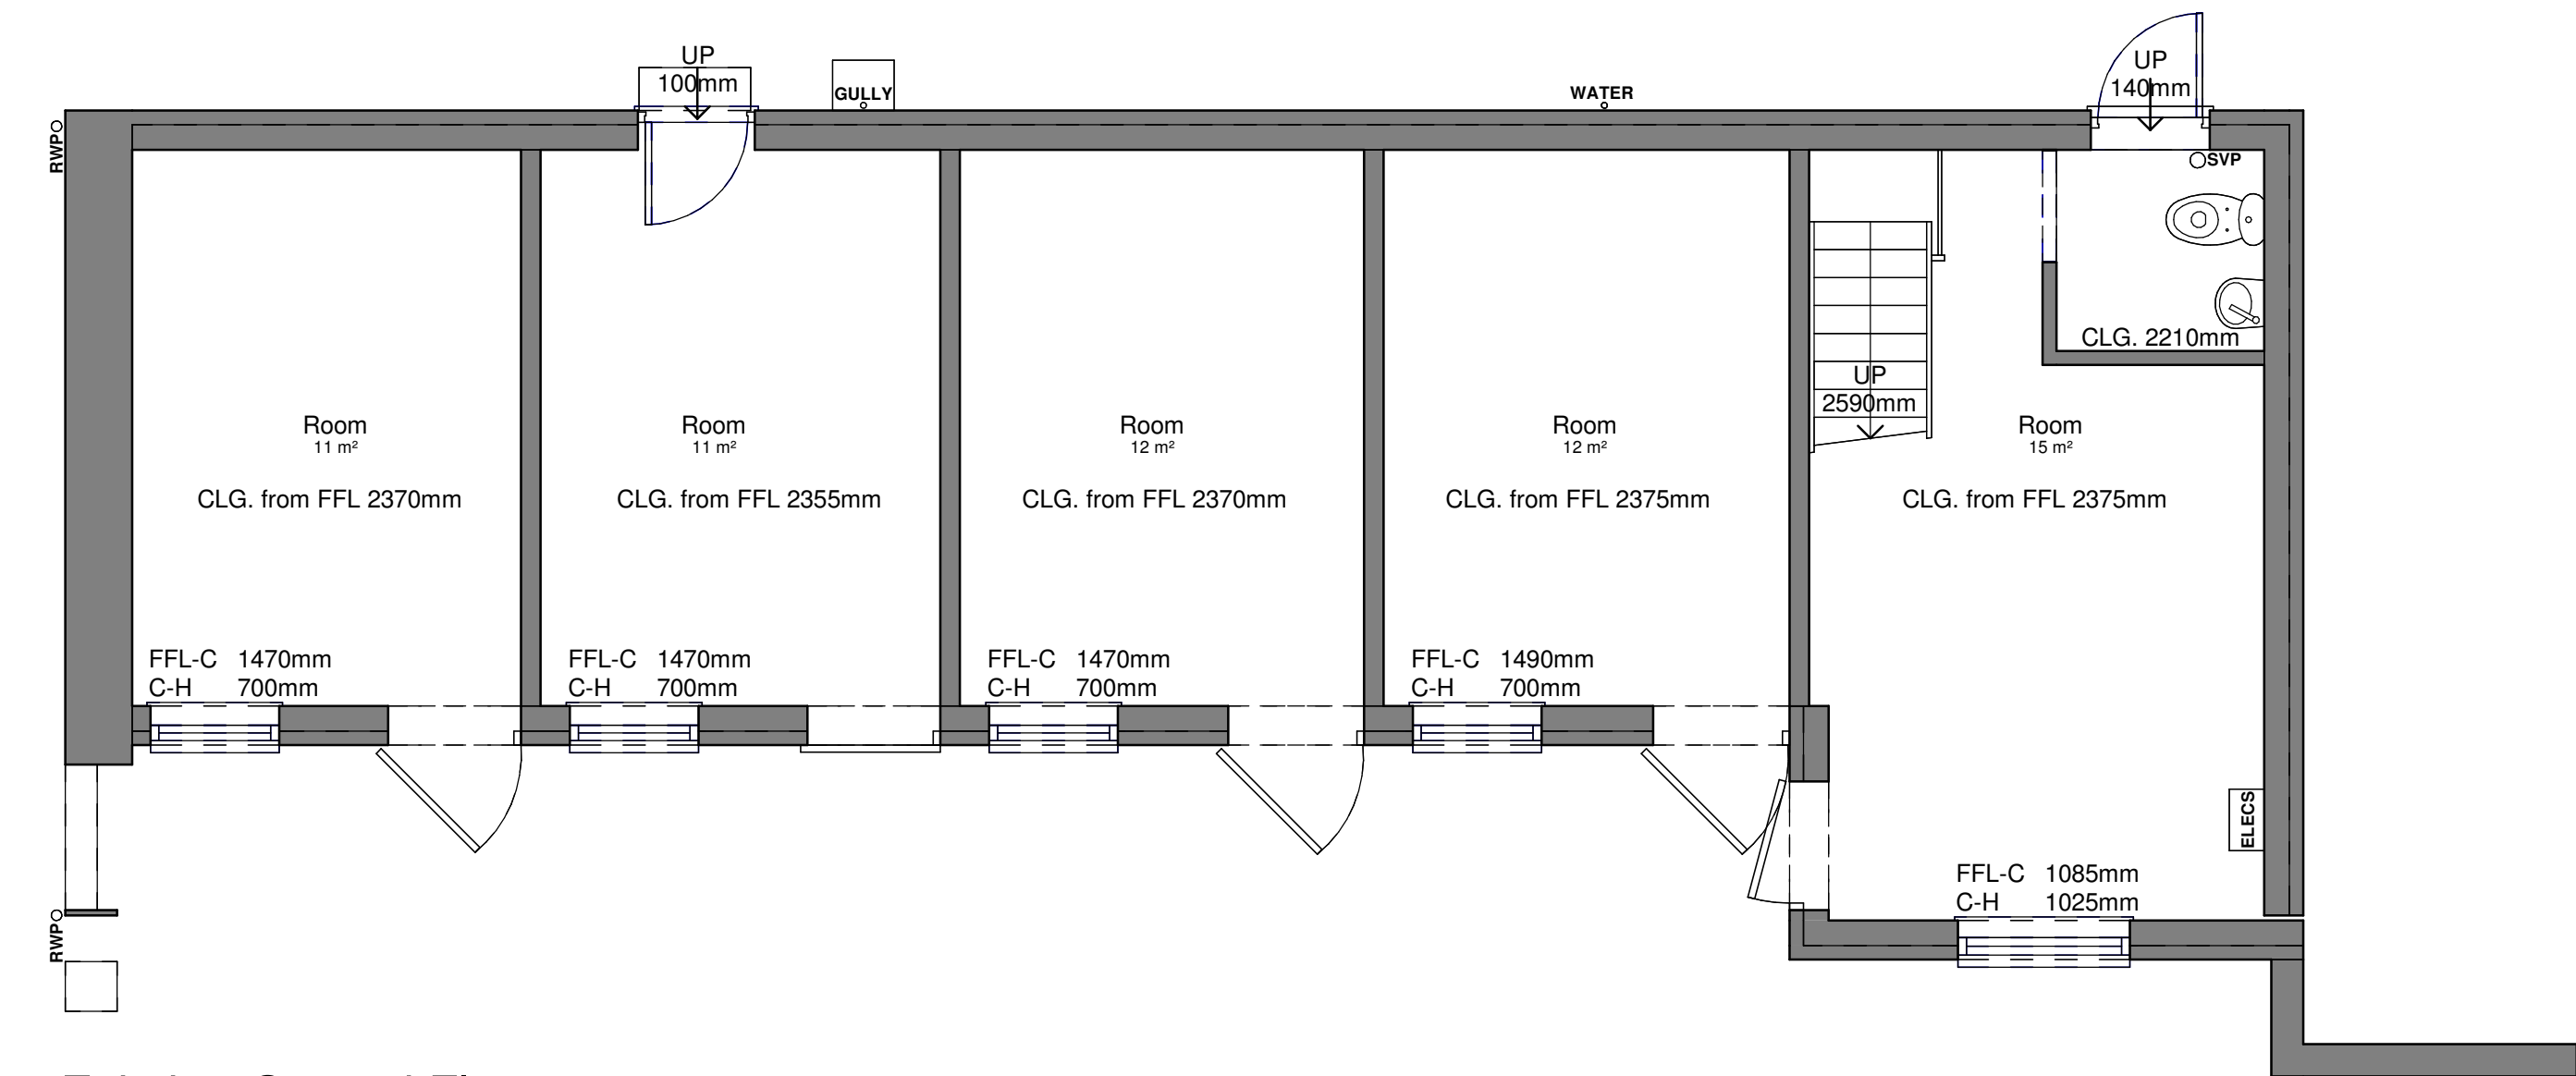 UP
100mm
GULLY
WATER
UP
140mm
RWP
SVP
CLG. 2210mm
UP
2590mm
Room
11 m²
CLG. from FFL 2370mm
Room
11 m²
CLG. from FFL 2355mm
Room
12 m²
CLG. from FFL 2370mm
Room
12 m²
CLG. from FFL 2375mm
Room
15 m²
CLG. from FFL 2375mm
FFL-C 1470mm
C-H 700mm
FFL-C 1470mm
C-H 700mm
FFL-C 1470mm
C-H 700mm
FFL-C 1490mm
C-H 700mm
ELECS
FFL-C 1085mm
C-H 1025mm
RWP